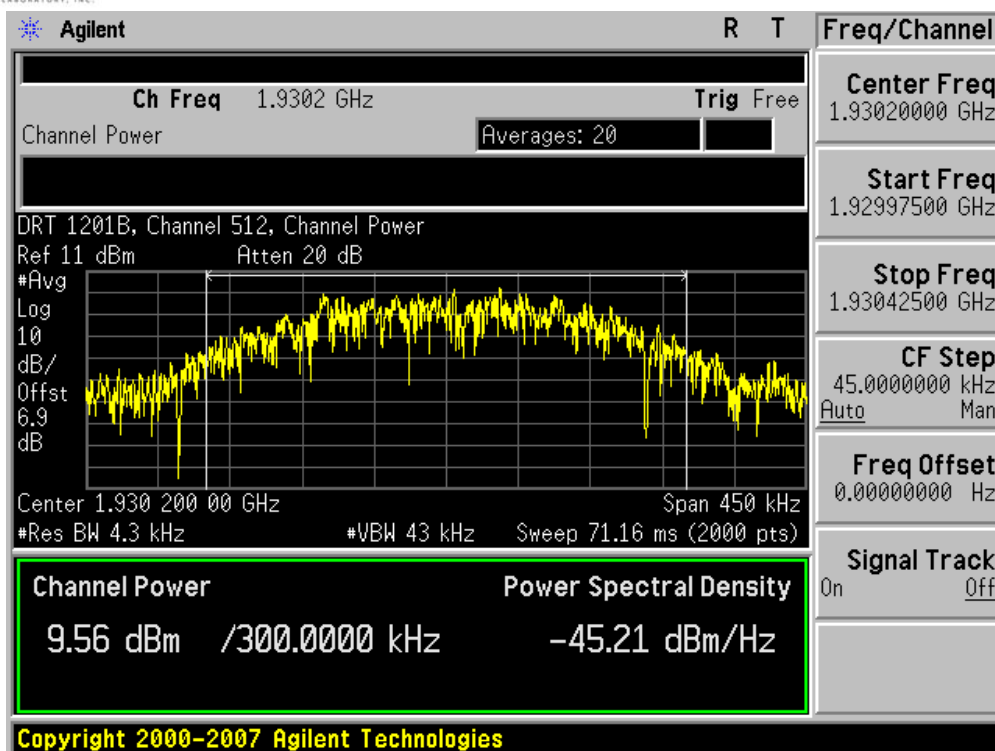 LABORATORY, INC.
Agilent R T
Ch Freq 1.9302 GHz Trig Free
Channel Power Averages: 20
DRT 1201B, Channel 512, Channel Power
Ref 11 dBm Atten 20 dB
#Avg
Log
10
dB/
Offst
6.9
dB
Center 1.930 200 00 GHz Span 450 kHz
#Res BW 4.3 kHz #VBW 43 kHz Sweep 71.16 ms (2000 pts)
Channel Power Power Spectral Density
9.56 dBm /300.0000 kHz -45.21 dBm/Hz
Copyright 2000-2007 Agilent Technologies
Freq/Channel
Center Freq
1.93020000 GHz
Start Freq
1.92997500 GHz
Stop Freq
1.93042500 GHz
CF Step
45.0000000 kHz
Auto Man
Freq Offset
0.00000000 Hz
Signal Track
On Off